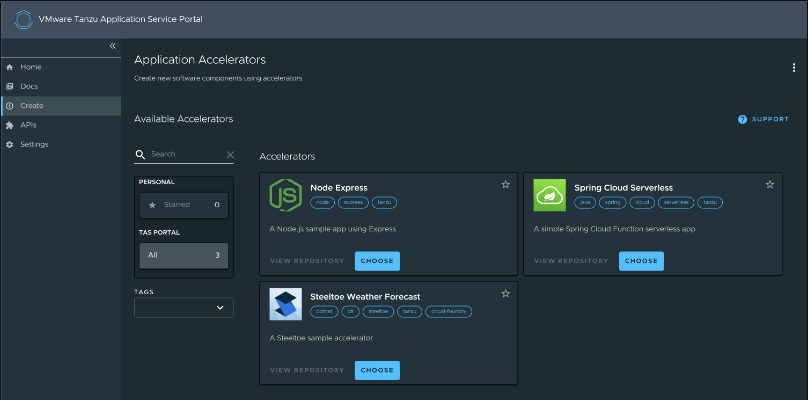 VMware Tanzu Application Service Portal
Home
Docs
Create
APIs
Settings
Application Accelerators
Create new software components using accelerators
Available Accelerators
SUPPORT
Search
PERSONAL
Starred 0
TAS PORTAL
All 3
TAGS
Accelerators
Node Express
node express tanzu
A Node.js sample app using Express
VIEW REPOSITORY CHOOSE
Spring Cloud Serverless
java spring cloud serverless tanzu
A simple Spring Cloud Function serverless app
VIEW REPOSITORY CHOOSE
Steeltoe Weather Forecast
dotnet c# steeltoe tanzu cloud-foundry
A Steeltoe sample accelerator
VIEW REPOSITORY CHOOSE